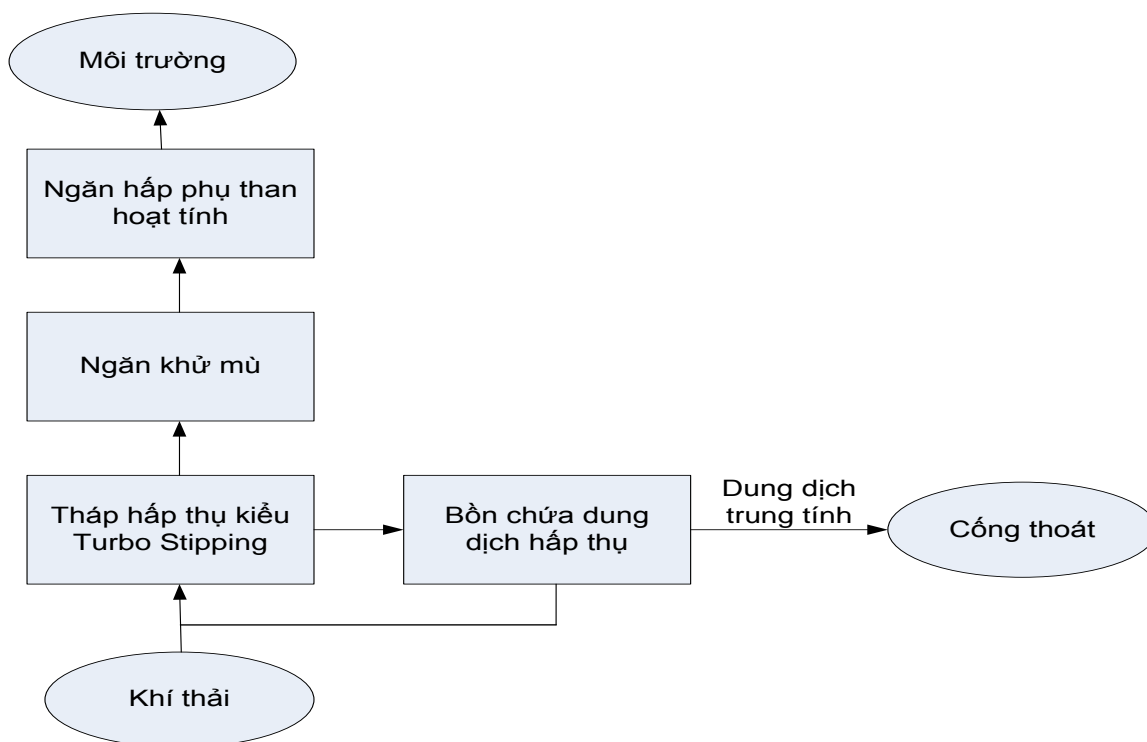 Môi trường
Ngăn hấp phụ than
hoạt tính
Ngăn khử mù
Tháp hấp thụ kiểu
Turbo Stipping
Bồn chứa dung
dịch hấp thụ
Dung dịch
trung tính
Cống thoát
Khí thải